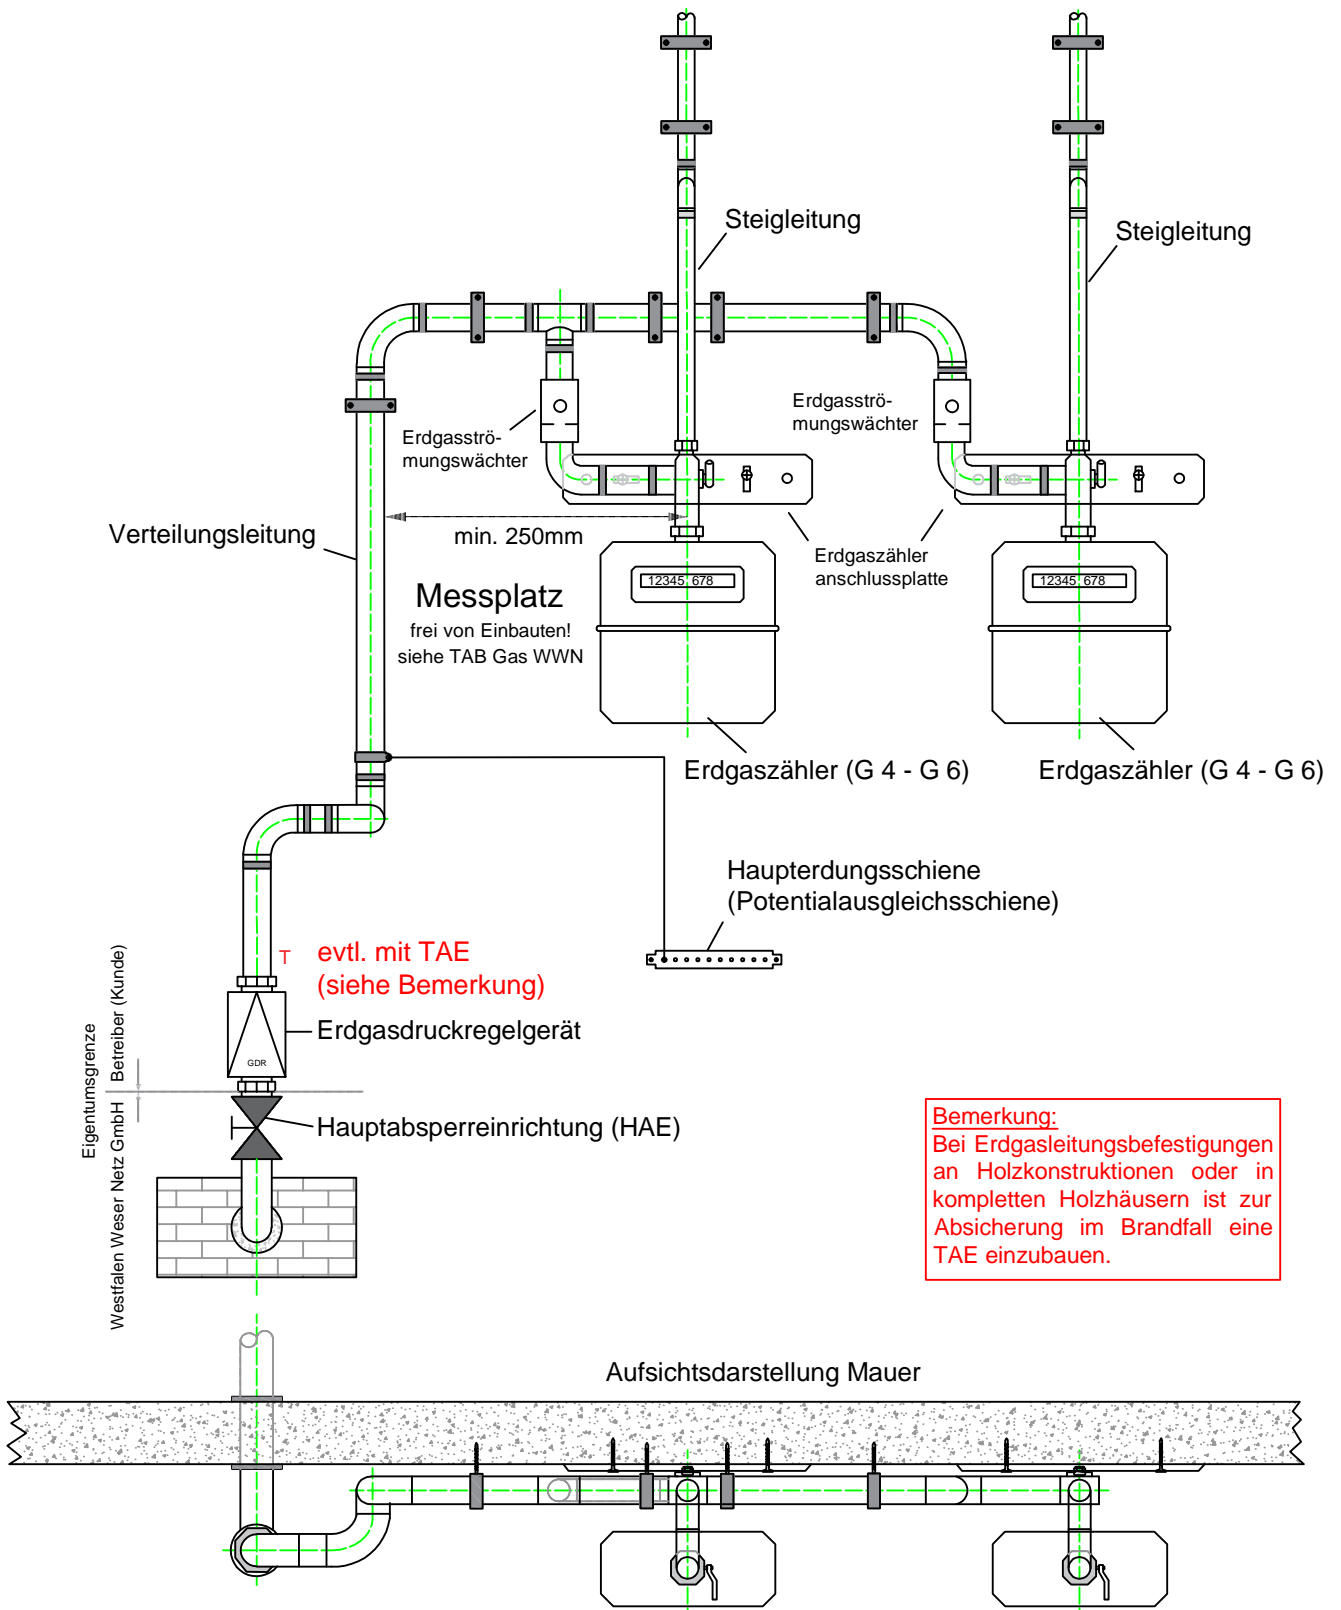 Steigleitung
Steigleitung
Erdgasströ-
mungswächter
Erdgasströ-
mungswächter
Verteilungsleitung
min. 250mm
Erdgaszähler
anschlussplatte
Messplatz
frei von Einbauten!
siehe TAB Gas WWN
12345 678
12345 678
Erdgaszähler (G 4 - G 6)
Erdgaszähler (G 4 - G 6)
Haupterdungsschiene
(Potentialausgleichsschiene)
T
evtl. mit TAE
(siehe Bemerkung)
Erdgasdruckregelgerät
GDR
Eigentumsgrenze
Betreiber (Kunde)
Westfalen Weser Netz GmbH
Hauptabsperreinrichtung (HAE)
Bemerkung:
Bei Erdgasleitungsbefestigungen
an Holzkonstruktionen oder in
kompletten Holzhäusern ist zur
Absicherung im Brandfall eine
TAE einzubauen.
Aufsichtsdarstellung Mauer